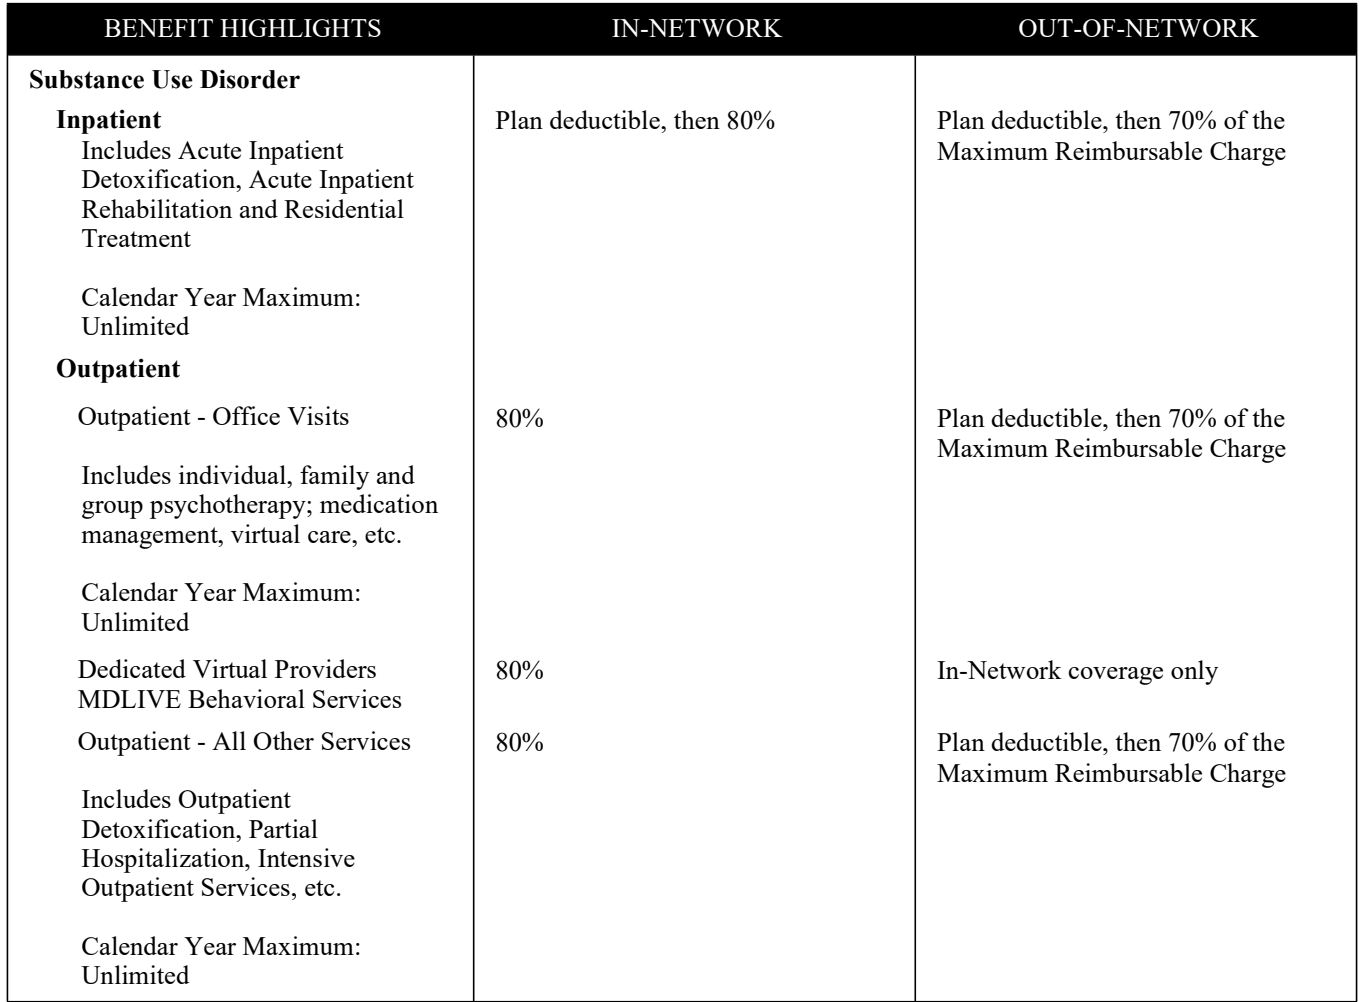 BENEFIT HIGHLIGHTS IN-NETWORK OUT-OF-NETWORK
Substance Use Disorder
Inpatient Plan deductible, then 80% Plan deductible, then 70% of the
Includes Acute Inpatient Maximum Reimbursable Charge
Detoxification, Acute Inpatient
Rehabilitation and Residential
Treatment
Calendar Year Maximum:
Unlimited
Outpatient
Outpatient - Office Visits 80% Plan deductible, then 70% of the
Maximum Reimbursable Charge
Includes individual, family and
group psychotherapy; medication
management, virtual care, etc.
Calendar Year Maximum:
Unlimited
Dedicated Virtual Providers 80% In-Network coverage only
MDLIVE Behavioral Services
Outpatient - All Other Services 80% Plan deductible, then 70% of the
Maximum Reimbursable Charge
Includes Outpatient
Detoxification, Partial
Hospitalization, Intensive
Outpatient Services, etc.
Calendar Year Maximum:
Unlimited